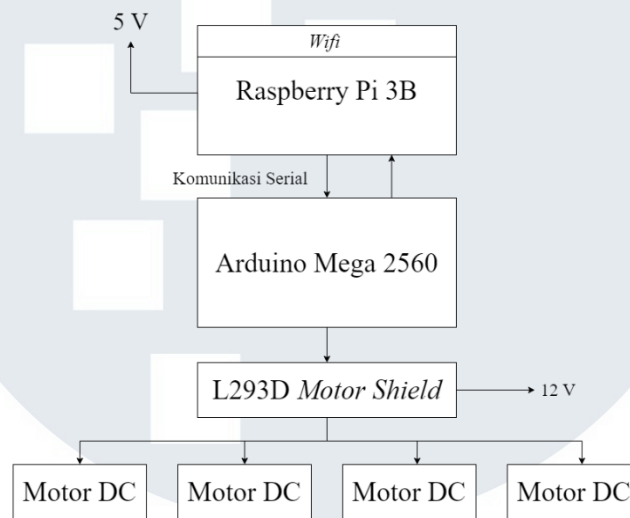 5 V
Wifi
Raspberry Pi 3B
Komunikasi Serial
Arduino Mega 2560
L293D Motor Shield
12 V
Motor DC
Motor DC
Motor DC
Motor DC